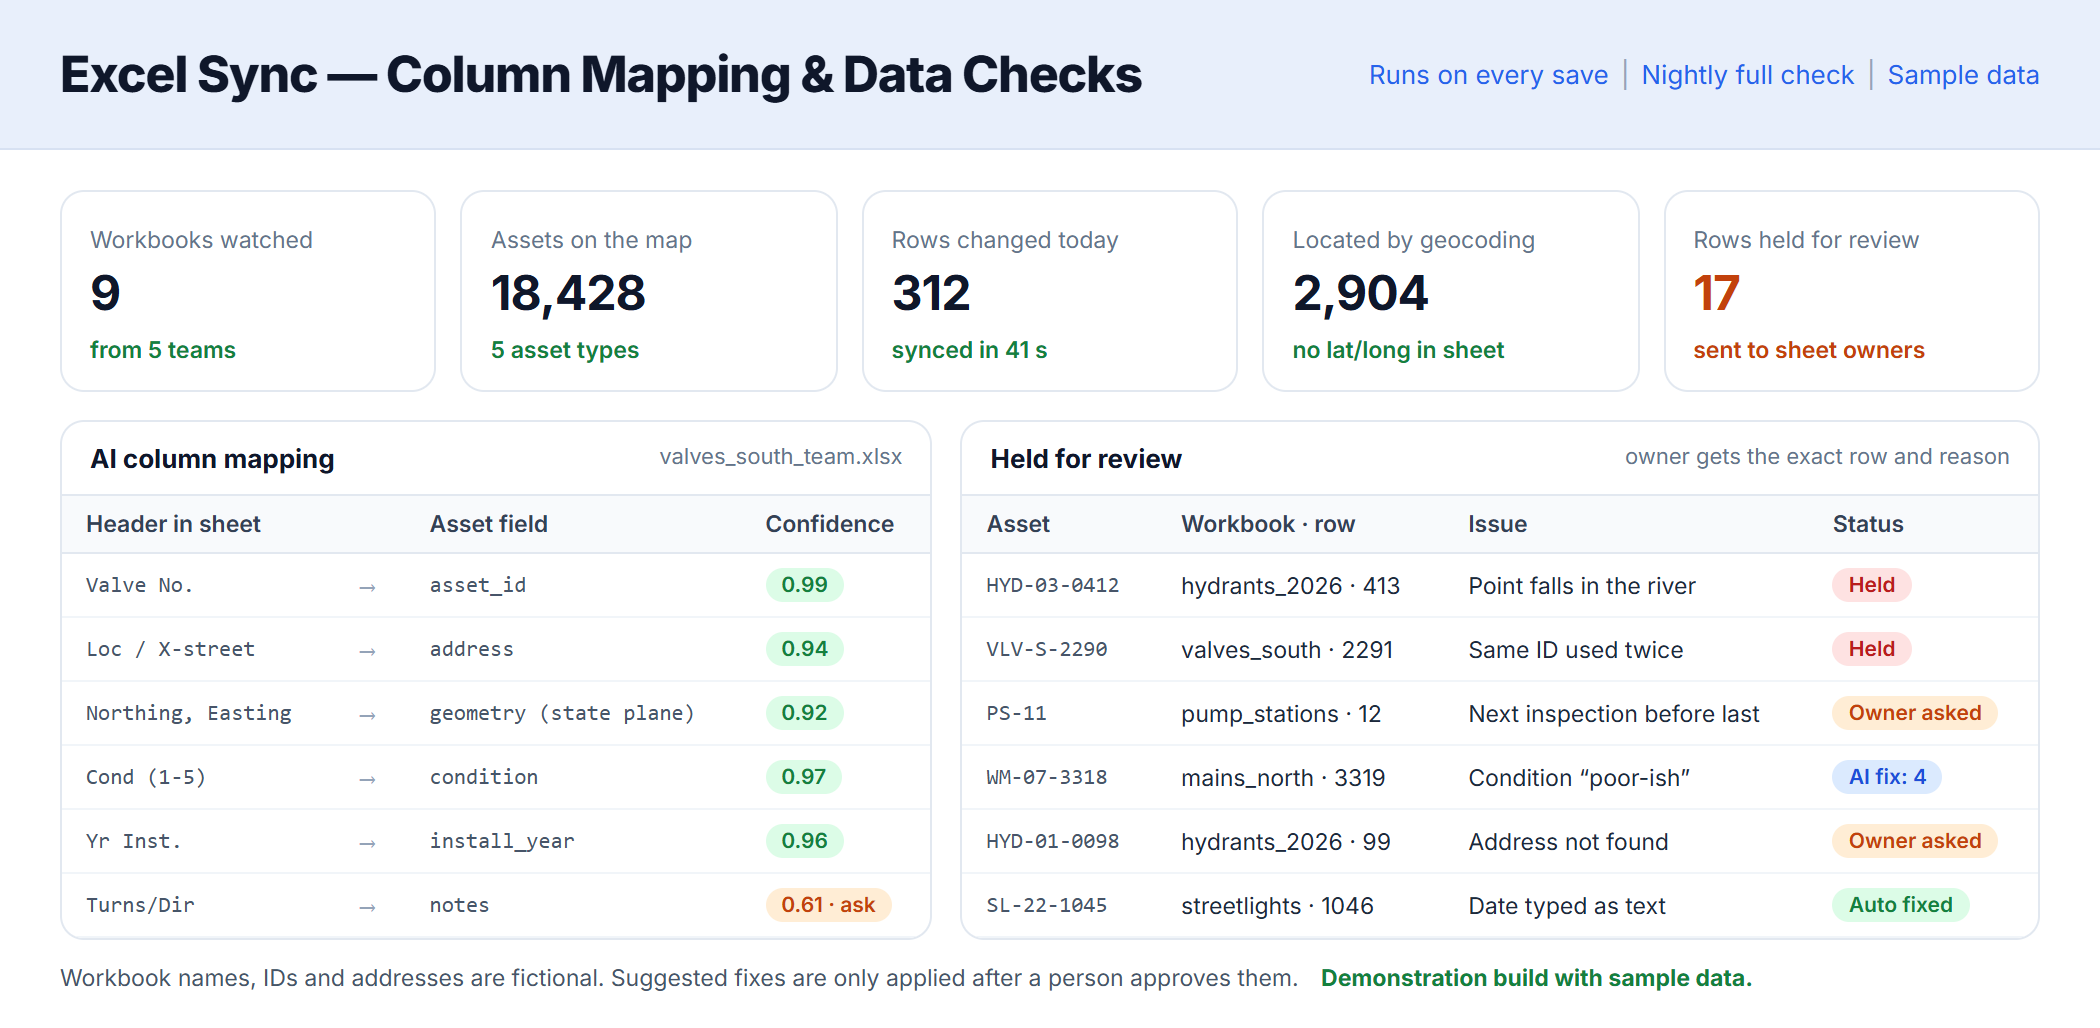 Excel Sync — Column Mapping & Data Checks
Runs on every save | Nightly full check | Sample data
Workbooks watched
9
from 5 teams
Assets on the map
18,428
5 asset types
Rows changed today
312
synced in 41 s
Located by geocoding
2,904
no lat/long in sheet
Rows held for review
17
sent to sheet owners
AI column mapping valves_south_team.xlsx
Header in sheet Asset field Confidence
Valve No. → asset_id 0.99
Loc / X-street → address 0.94
Northing, Easting → geometry (state plane) 0.92
Cond (1-5) → condition 0.97
Yr Inst. → install_year 0.96
Turns/Dir → notes 0.61 · ask
Held for review owner gets the exact row and reason
Asset Workbook · row Issue Status
HYD-03-0412 hydrants_2026 · 413 Point falls in the river Held
VLV-S-2290 valves_south · 2291 Same ID used twice Held
PS-11 pump_stations · 12 Next inspection before last Owner asked
WM-07-3318 mains_north · 3319 Condition “poor-ish” AI fix: 4
HYD-01-0098 hydrants_2026 · 99 Address not found Owner asked
SL-22-1045 streetlights · 1046 Date typed as text Auto fixed
Workbook names, IDs and addresses are fictional. Suggested fixes are only applied after a person approves them. Demonstration build with sample data.